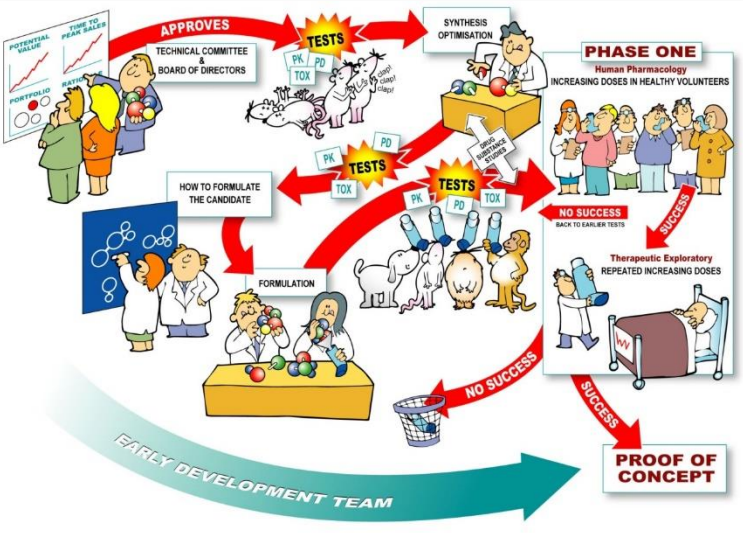 POTENTIAL
VALUE
TIME TO
PEAK SALES
PORTFOLIO
APPROVES
TECHNICAL COMMITTEE
&
BOARD OF DIRECTORS
TESTS
PK
PD
TOX
clap!
clap!
clap!
SYNTHESIS
OPTIMISATION
PHASE ONE
Human Pharmacology
INCREASING DOSES IN HEALTHY VOLUNTEERS
DRUG
SUBSTANCE
STUDIES
PK
PD
TESTS
TOX
TESTS
PK
PD
TOX
HOW TO FORMULATE
THE CANDIDATE
NO SUCCESS
BACK TO EARLIER TESTS
SUCCESS
Therapeutic Exploratory
REPEATED INCREASING DOSES
FORMULATION
NO SUCCESS
SUCCESS
EARLY DEVELOPMENT TEAM
PROOF OF
CONCEPT